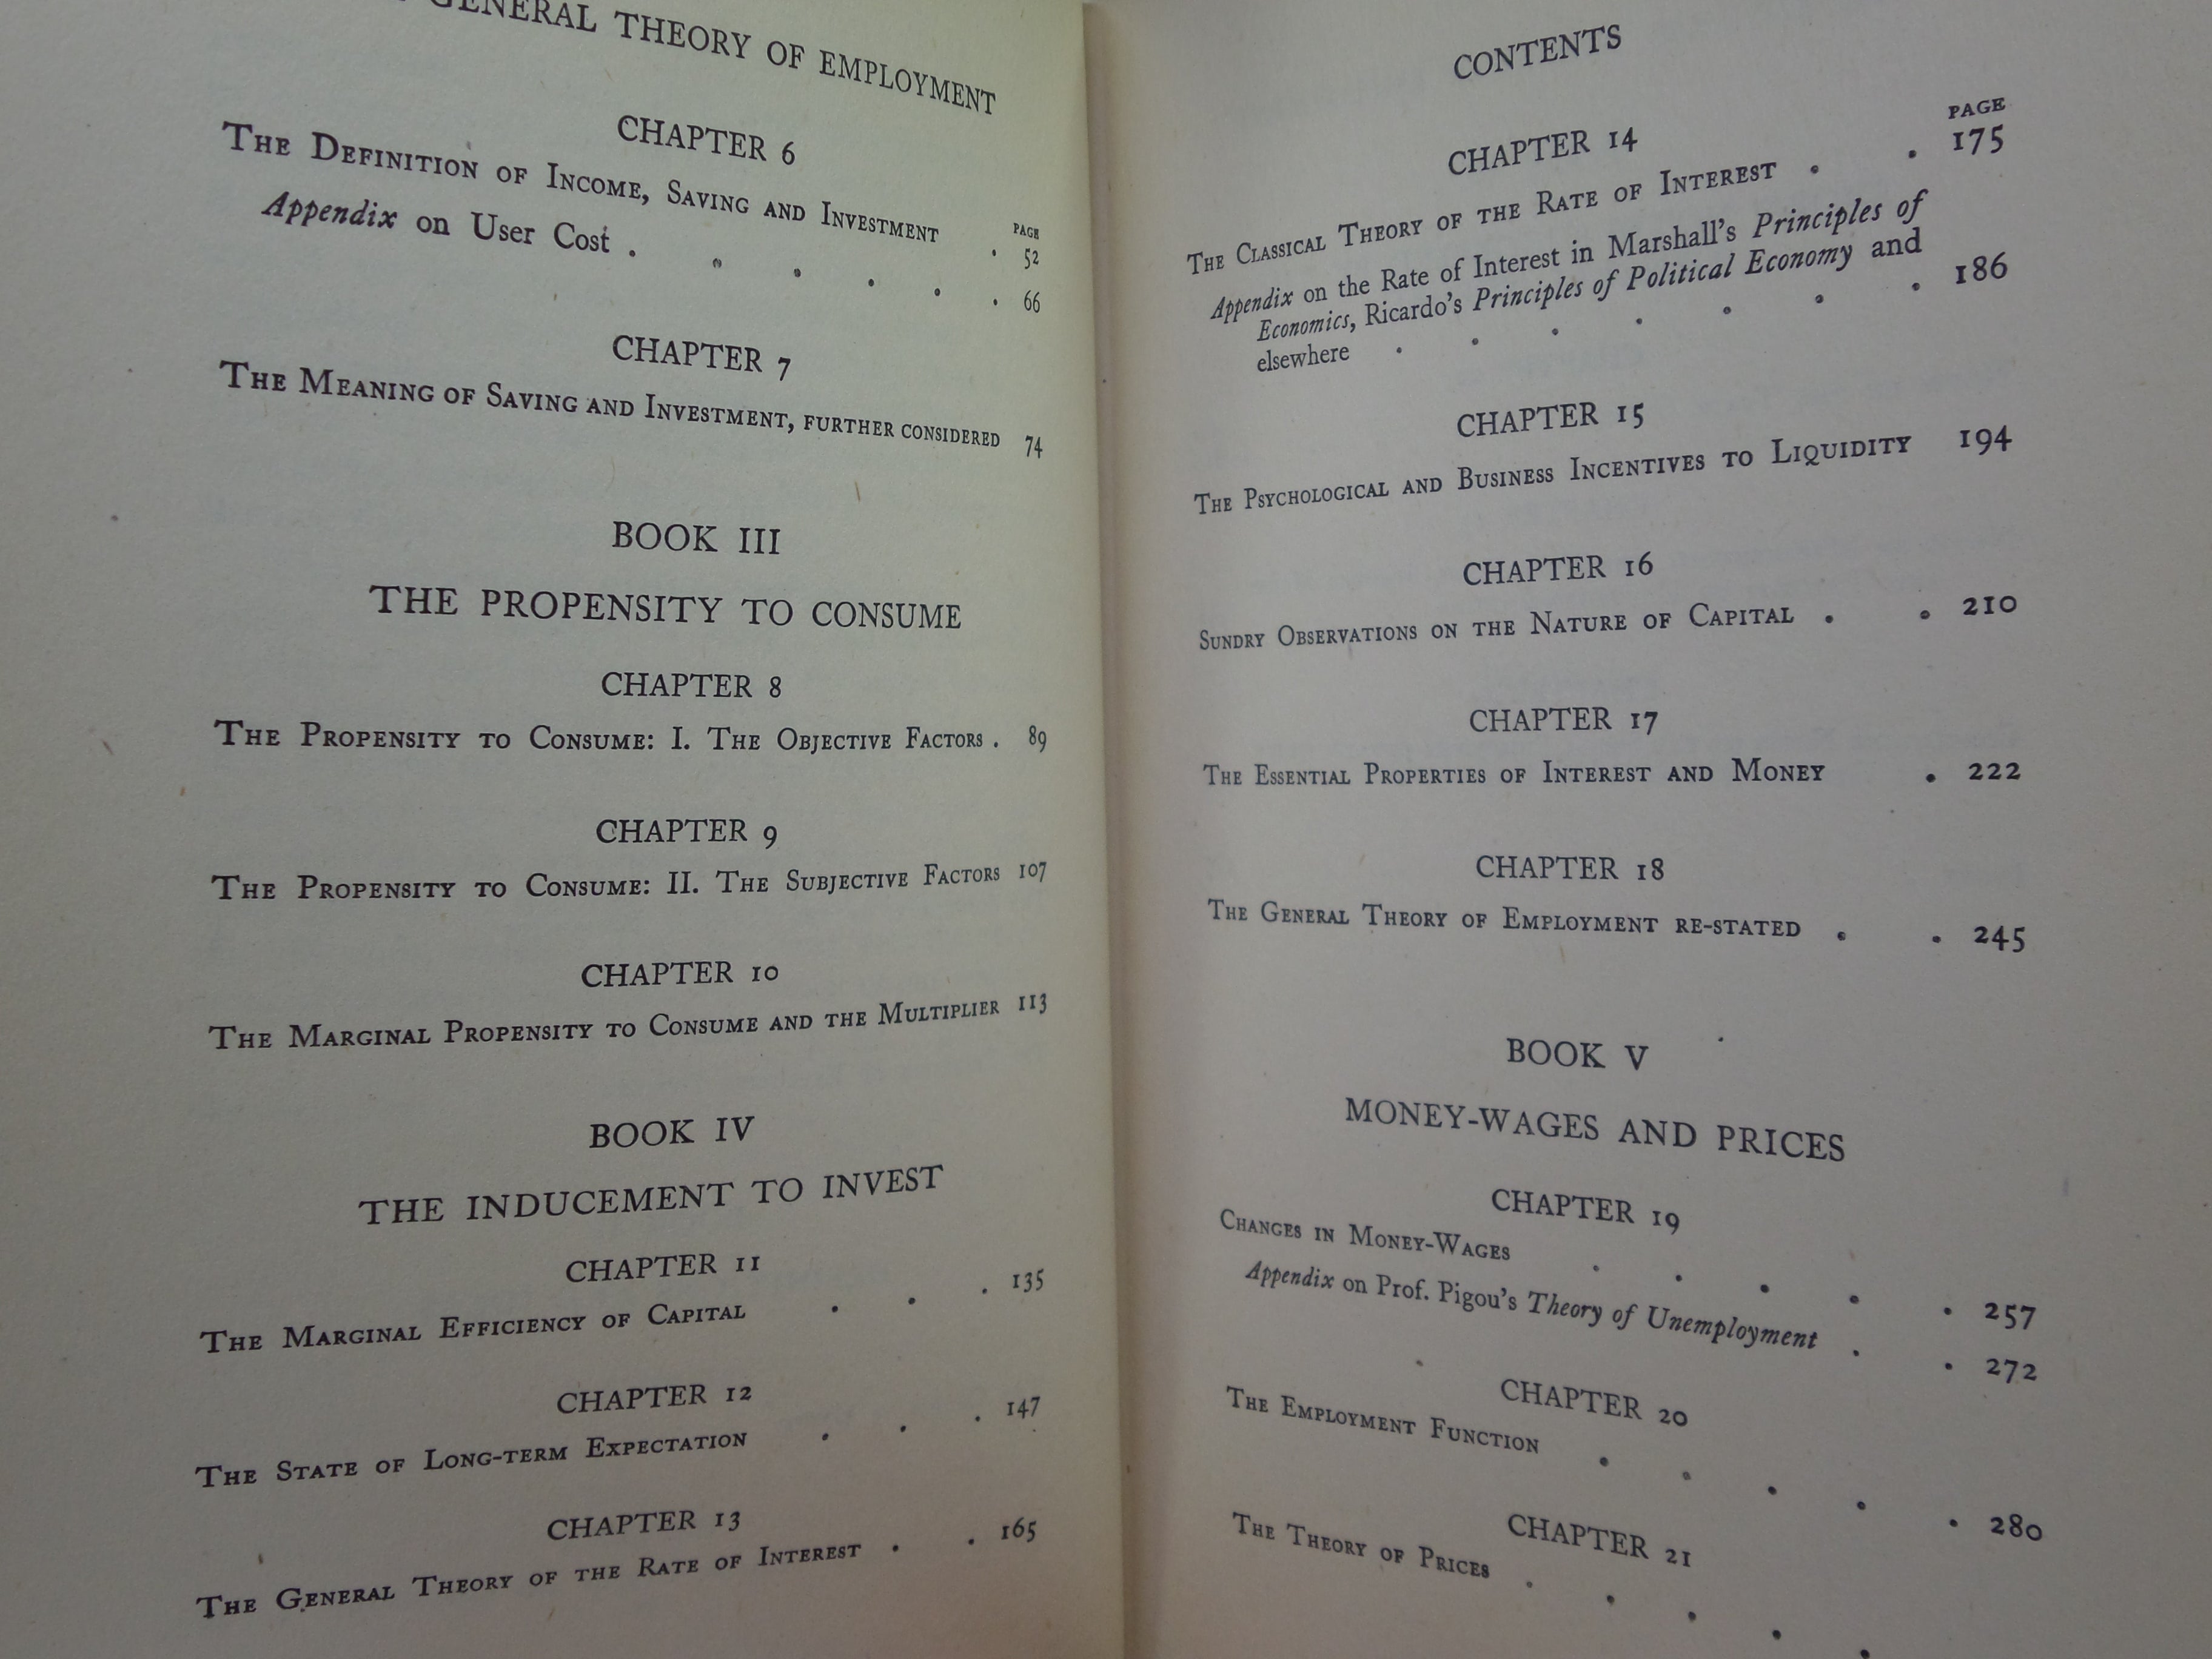 GENERAL THEORY OF EMPLOYMENT
CHAPTER 6
PAGE
The Definition of Income, Saving and Investment . 52
Appendix on User Cost . . . . . . 66
CHAPTER 7
The Meaning of Saving and Investment, further considered 74
BOOK III
THE PROPENSITY TO CONSUME
CHAPTER 8
The Propensity to Consume: I. The Objective Factors . 89
CHAPTER 9
The Propensity to Consume: II. The Subjective Factors 107
CHAPTER 10
The Marginal Propensity to Consume and the Multiplier 113
BOOK IV
THE INDUCEMENT TO INVEST
CHAPTER 11
The Marginal Efficiency of Capital . . . 135
CHAPTER 12
The State of Long-term Expectation . . . 147
CHAPTER 13
The General Theory of the Rate of Interest . . 165
CONTENTS
PAGE
CHAPTER 14
The Classical Theory of the Rate of Interest . . 175
Appendix on the Rate of Interest in Marshall's Principles of
Economics, Ricardo's Principles of Political Economy and
elsewhere . . . . . . . 186
CHAPTER 15
The Psychological and Business Incentives to Liquidity 194
CHAPTER 16
Sundry Observations on the Nature of Capital . . 210
CHAPTER 17
The Essential Properties of Interest and Money . 222
CHAPTER 18
The General Theory of Employment re-stated . . 245
BOOK V
MONEY-WAGES AND PRICES
CHAPTER 19
Changes in Money-Wages . . . . . 257
Appendix on Prof. Pigou's Theory of Unemployment . . 272
CHAPTER 20
The Employment Function . . . . . 280
CHAPTER 21
The Theory of Prices . . . . .